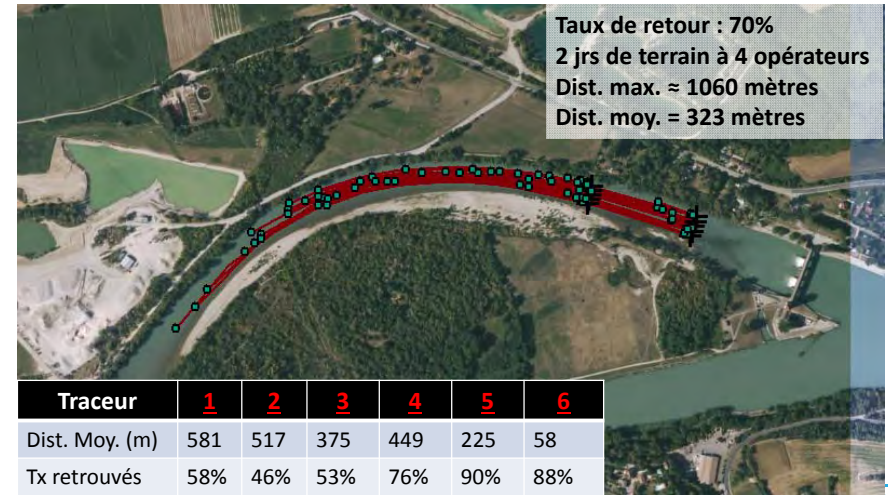 Taux de retour : 70%
2 jrs de terrain à 4 opérateurs
Dist. max. ≈ 1060 mètres
Dist. moy. = 323 mètres
Traceur 1 2 3 4 5 6
Dist. Moy. (m) 581 517 375 449 225 58
Tx retrouvés 58% 46% 53% 76% 90% 88%